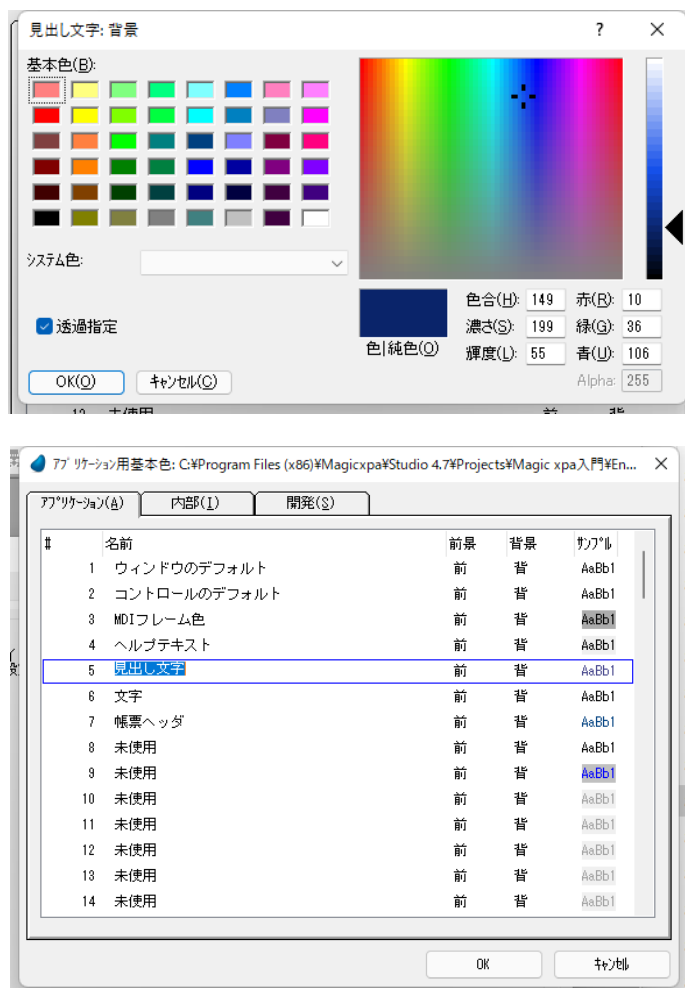 見出し文字: 背景 ?
基本色(B):
システム色:
透過指定
色|純色(O)
色合(H): 149 赤(R): 10
濃さ(S): 199 緑(G): 36
輝度(L): 55 青(U): 106
Alpha: 255
OK(O) キャンセル(C)
アプリケーション用基本色: C:¥Program Files (x86)¥Magicxpa¥Studio 4.7¥Projects¥Magic xpa入門¥En...
アプリケーション(A) 内部(I) 開発(S)
# 名前 前景 背景 サンプル
1 ウィンドウのデフォルト 前 背 AaBb1
2 コントロールのデフォルト 前 背 AaBb1
3 MDIフレーム色 前 背 AaBb1
4 ヘルプテキスト 前 背 AaBb1
5 見出し文字 前 背 AaBb1
6 文字 前 背 AaBb1
7 帳票ヘッダ 前 背 AaBb1
8 未使用 前 背 AaBb1
9 未使用 前 背 AaBb1
10 未使用 前 背 AaBb1
11 未使用 前 背 AaBb1
12 未使用 前 背 AaBb1
13 未使用 前 背 AaBb1
14 未使用 前 背 AaBb1
OK キャンセル